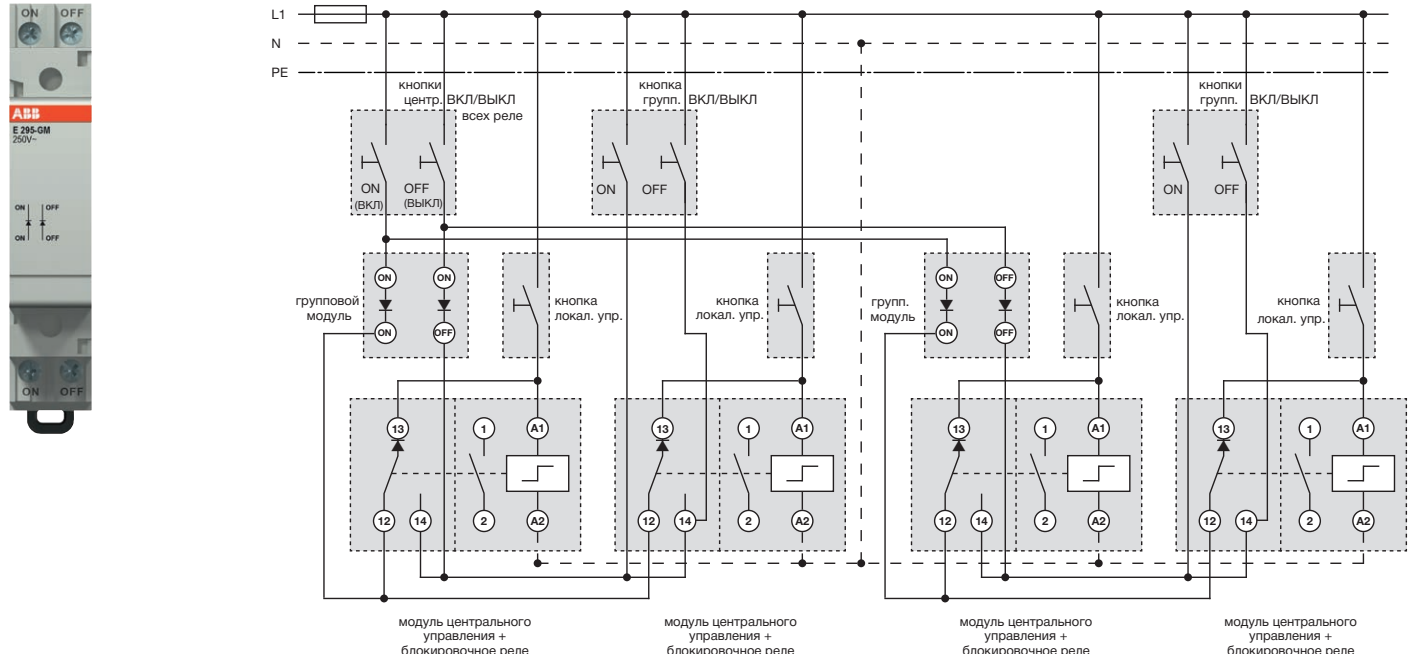 ON OFF
ABB
E 295-GM
250V~
ON OFF
ON OFF
ON OFF
L1
N
PE
кнопки
центр. ВКЛ/ВЫКЛ
всех реле
кнопка
групп. ВКЛ/ВЫКЛ
кнопки
групп. ВКЛ/ВЫКЛ
ON OFF
(ВКЛ) (ВЫКЛ)
ON OFF
ON OFF
групповой
модуль
ON ON
ON OFF
кнопка
локал. упр.
кнопка
локал. упр.
групп.
модуль
ON OFF
ON OFF
кнопка
локал. упр.
кнопка
локал. упр.
13 1 A1
12 14 2 A2
13 1 A1
12 14 2 A2
13 1 A1
12 14 2 A2
13 1 A1
12 14 2 A2
модуль центрального
управления +
блокировочное реле
модуль центрального
управления +
блокировочное реле
модуль центрального
управления +
блокировочное реле
модуль центрального
управления +
блокировочное реле